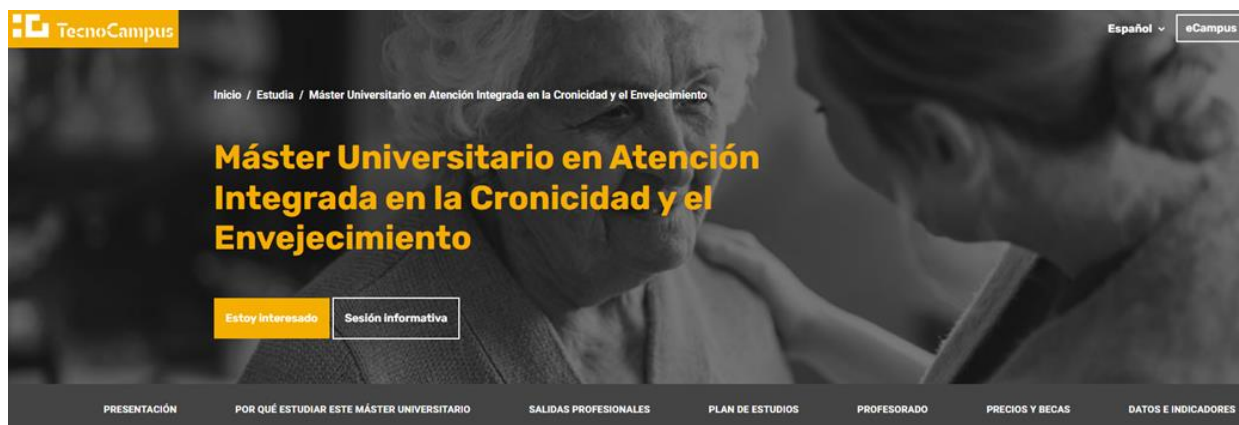 TecnoCampus
Español
eCampus
Inicio / Estudia / Máster Universitario en Atención Integrada en la Cronicidad y el Envejecimiento
Máster Universitario en Atención
Integrada en la Cronicidad y el
Envejecimiento
Estoy interesado
Sesión informativa
PRESENTACIÓN
POR QUÉ ESTUDIAR ESTE MÁSTER UNIVERSITARIO
SALIDAS PROFESIONALES
PLAN DE ESTUDIOS
PROFESORADO
PRECIOS Y BECAS
DATOS E INDICADORES